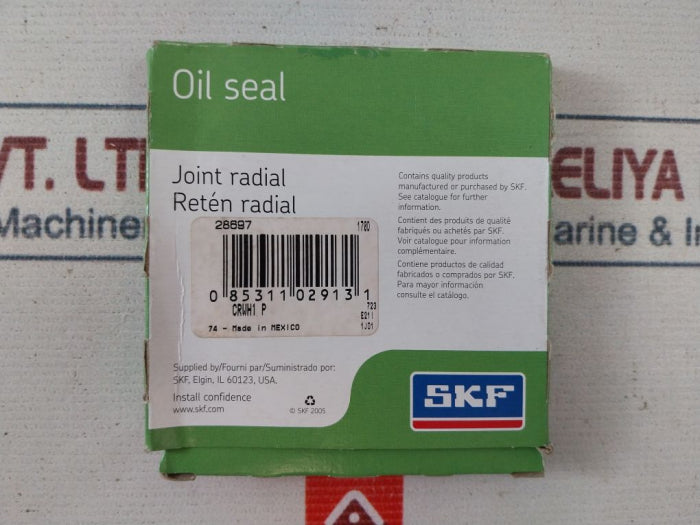 Oil seal
Joint radial
Retén radial
28697 1780
0 85311 02913 1
CRWH1 P
723
E211
1J01
74 - Made in MEXICO
Contains quality products
manufactured or purchased by SKF.
See catalogue for further
information.
Contient des produits de qualité
fabriqués ou achetés par SKF.
Voir catalogue pour information
complémentaire.
Contiene productos de calidad
fabricados o comprados por SKF.
Para mayor información
consulte el catálogo.
Supplied by/Fourni par/Suministrado por:
SKF, Elgin, IL 60123, USA.
Install confidence
www.skf.com
© SKF 2005
SKF
VT. LT
ELIYA
Machine
arine & In